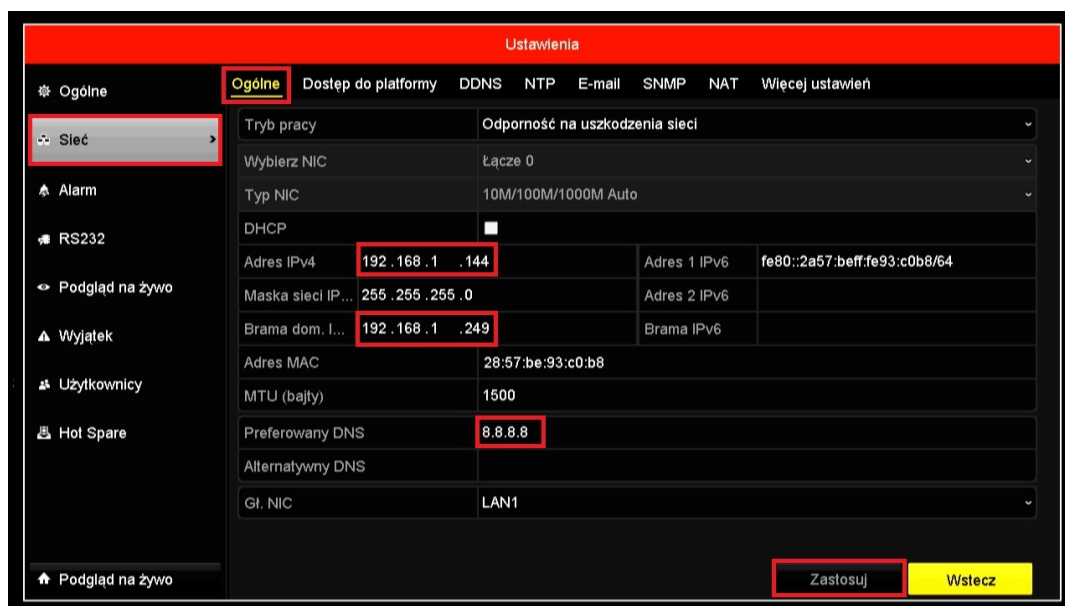 Ustawienia
Ogólne
Sieć
Alarm
RS232
Podgląd na żywo
Wyjątek
Użytkownicy
Hot Spare
Podgląd na żywo
Ogólne Dostęp do platformy DDNS NTP E-mail SNMP NAT Więcej ustawień
Tryb pracy Odporność na uszkodzenia sieci
Wybierz NIC Łącze 0
Typ NIC 10M/100M/1000M Auto
DHCP
Adres IPv4 192 .168 .1 .144 Adres 1 IPv6 fe80::2a57:beff:fe93:c0b8/64
Maska sieci IP... 255 .255 .255 .0 Adres 2 IPv6
Brama dom. I... 192 .168 .1 .249 Brama IPv6
Adres MAC 28:57:be:93:c0:b8
MTU (bajty) 1500
Preferowany DNS 8.8.8.8
Alternatywny DNS
Gł. NIC LAN1
Zastosuj Wstecz